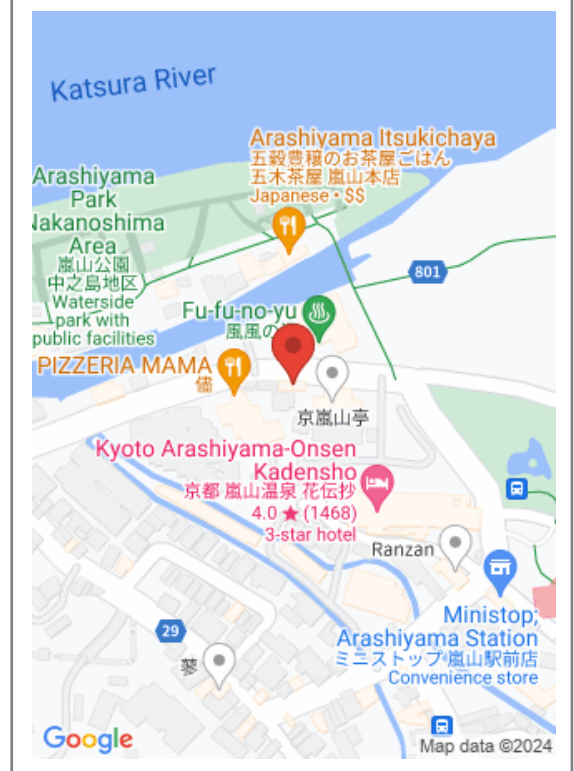 Katsura River
Arashiyama Itsukichaya
五穀豊穣のお茶屋ごはん
五木茶屋 嵐山本店
Japanese • $$
Arashiyama
Park
Nakanoshima
Area
嵐山公園
中之島地区
Waterside
park with
public facilities
801
Fu-fu-no-yu
風風の
PIZZERIA MAMA
儘
京嵐山亭
Kyoto Arashiyama-Onsen
Kadensho
京都 嵐山温泉 花伝抄
4.0 ★ (1468)
3-star hotel
Ranzan
Ministop;
Arashiyama Station
ミニストップ 嵐山駅前店
Convenience store
29
蓼
Google
Map data ©2024